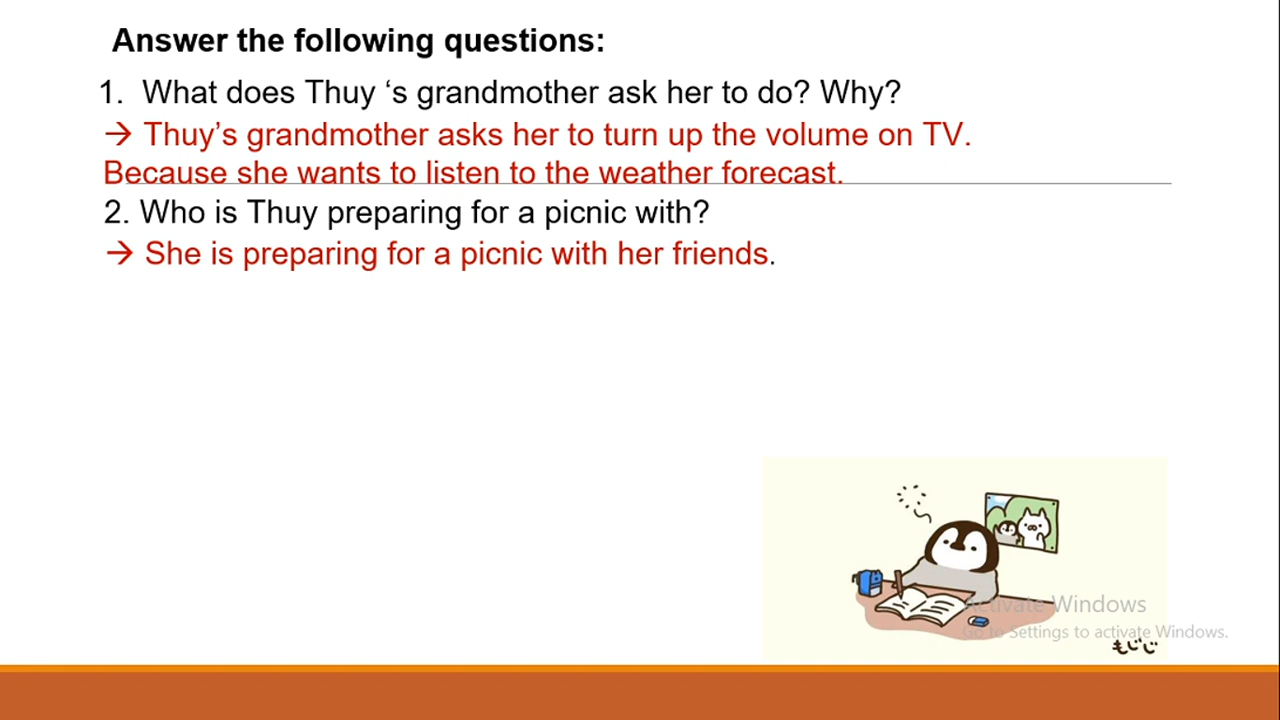 Answer the following questions:
1. What does Thuy ‘s grandmother ask her to do? Why?
→ Thuy’s grandmother asks her to turn up the volume on TV.
Because she wants to listen to the weather forecast.
2. Who is Thuy preparing for a picnic with?
→ She is preparing for a picnic with her friends.
Activate Windows
Go to Settings to activate Windows.
もじじ